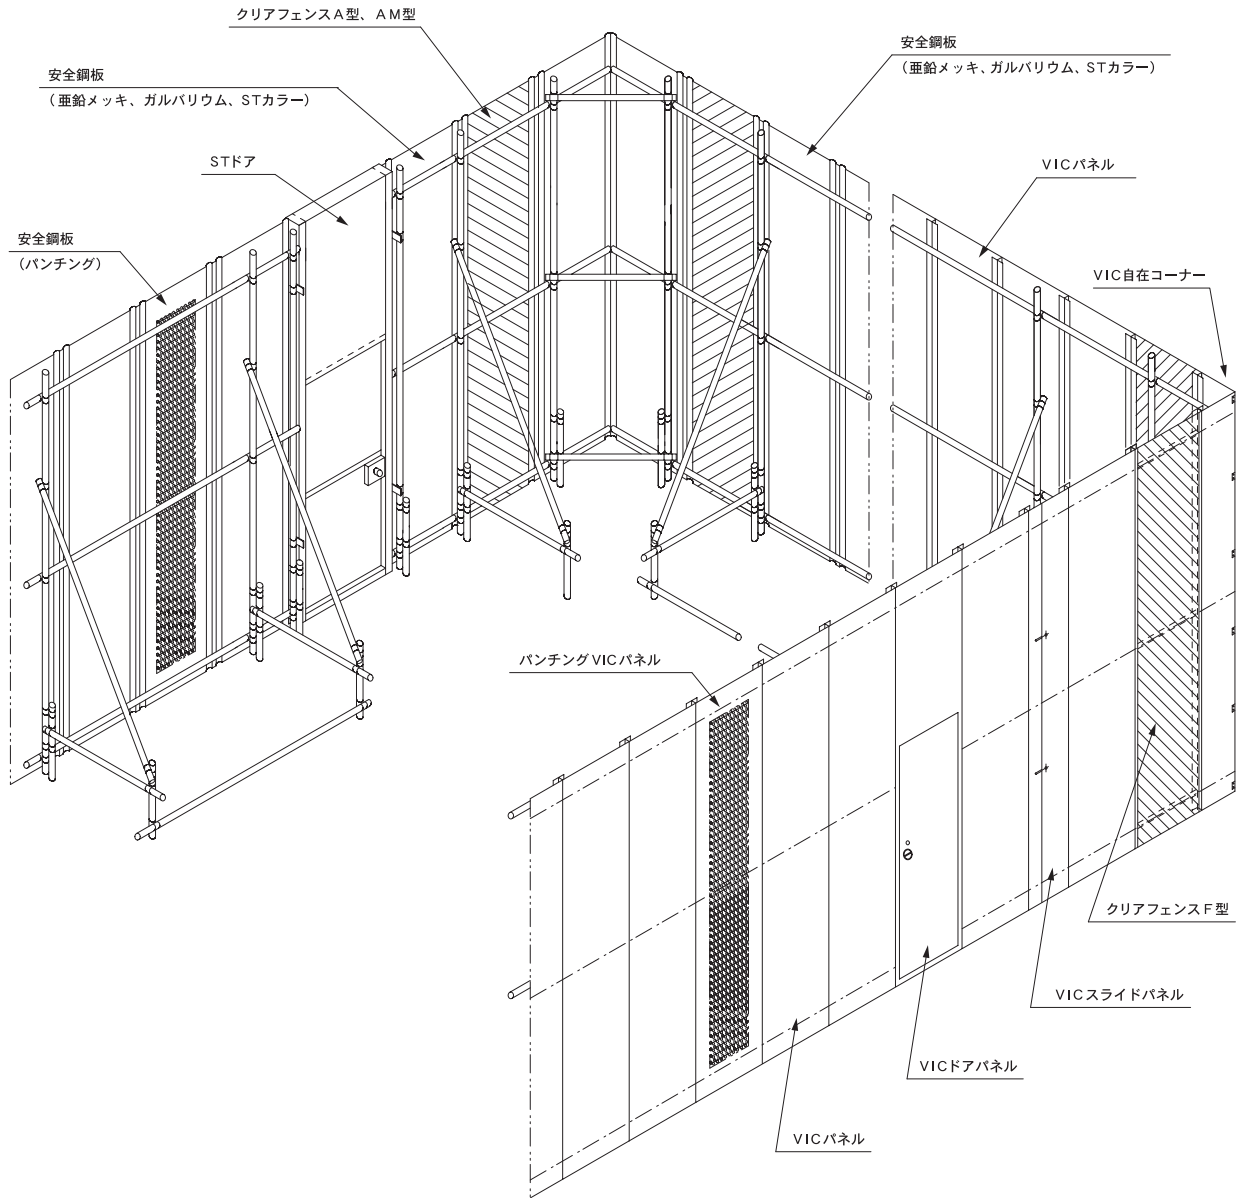 クリアフェンスA型、AM型
安全鋼板
（亜鉛メッキ、ガルバリウム、STカラー）
安全鋼板
（亜鉛メッキ、ガルバリウム、STカラー）
STドア
VICパネル
安全鋼板
（パンチング）
VIC自在コーナー
パンチングVICパネル
クリアフェンスF型
VICスライドパネル
VICドアパネル
VICパネル